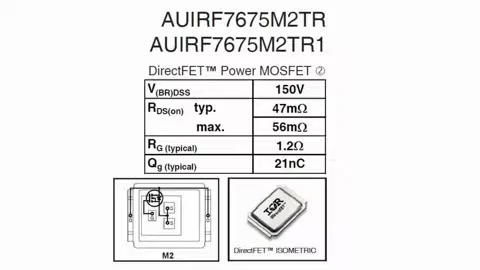 AUIRF7675M2TR
AUIRF7675M2TR1
DirectFET™ Power MOSFET ②
V(BR)DSS 150V
RDS(on) typ. 47mΩ
max. 56mΩ
RG (typical) 1.2Ω
Qg (typical) 21nC
M2
IOR
DirectFET™ ISOMETRIC